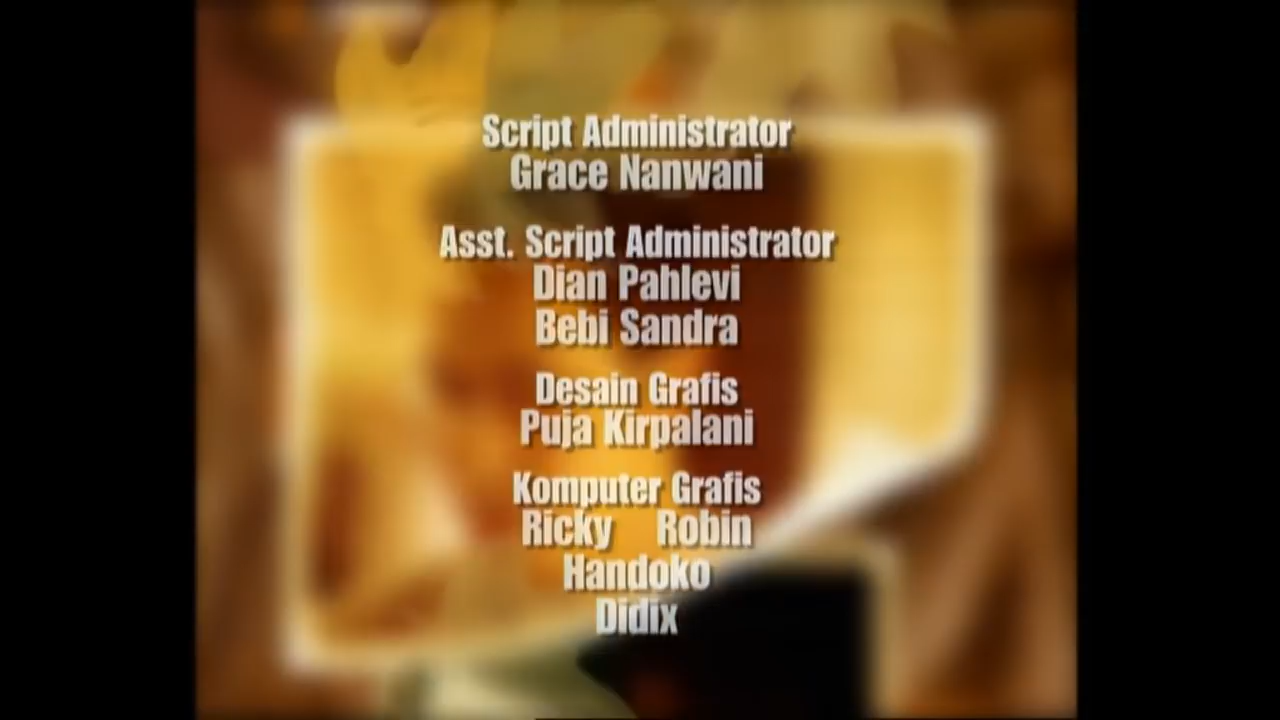 Script Administrator
Grace Nanwani
Asst. Script Administrator
Dian Pahlevi
Bebi Sandra
Desain Grafis
Puja Kirpalani
Komputer Grafis
Ricky Robin
Handoko
Didix